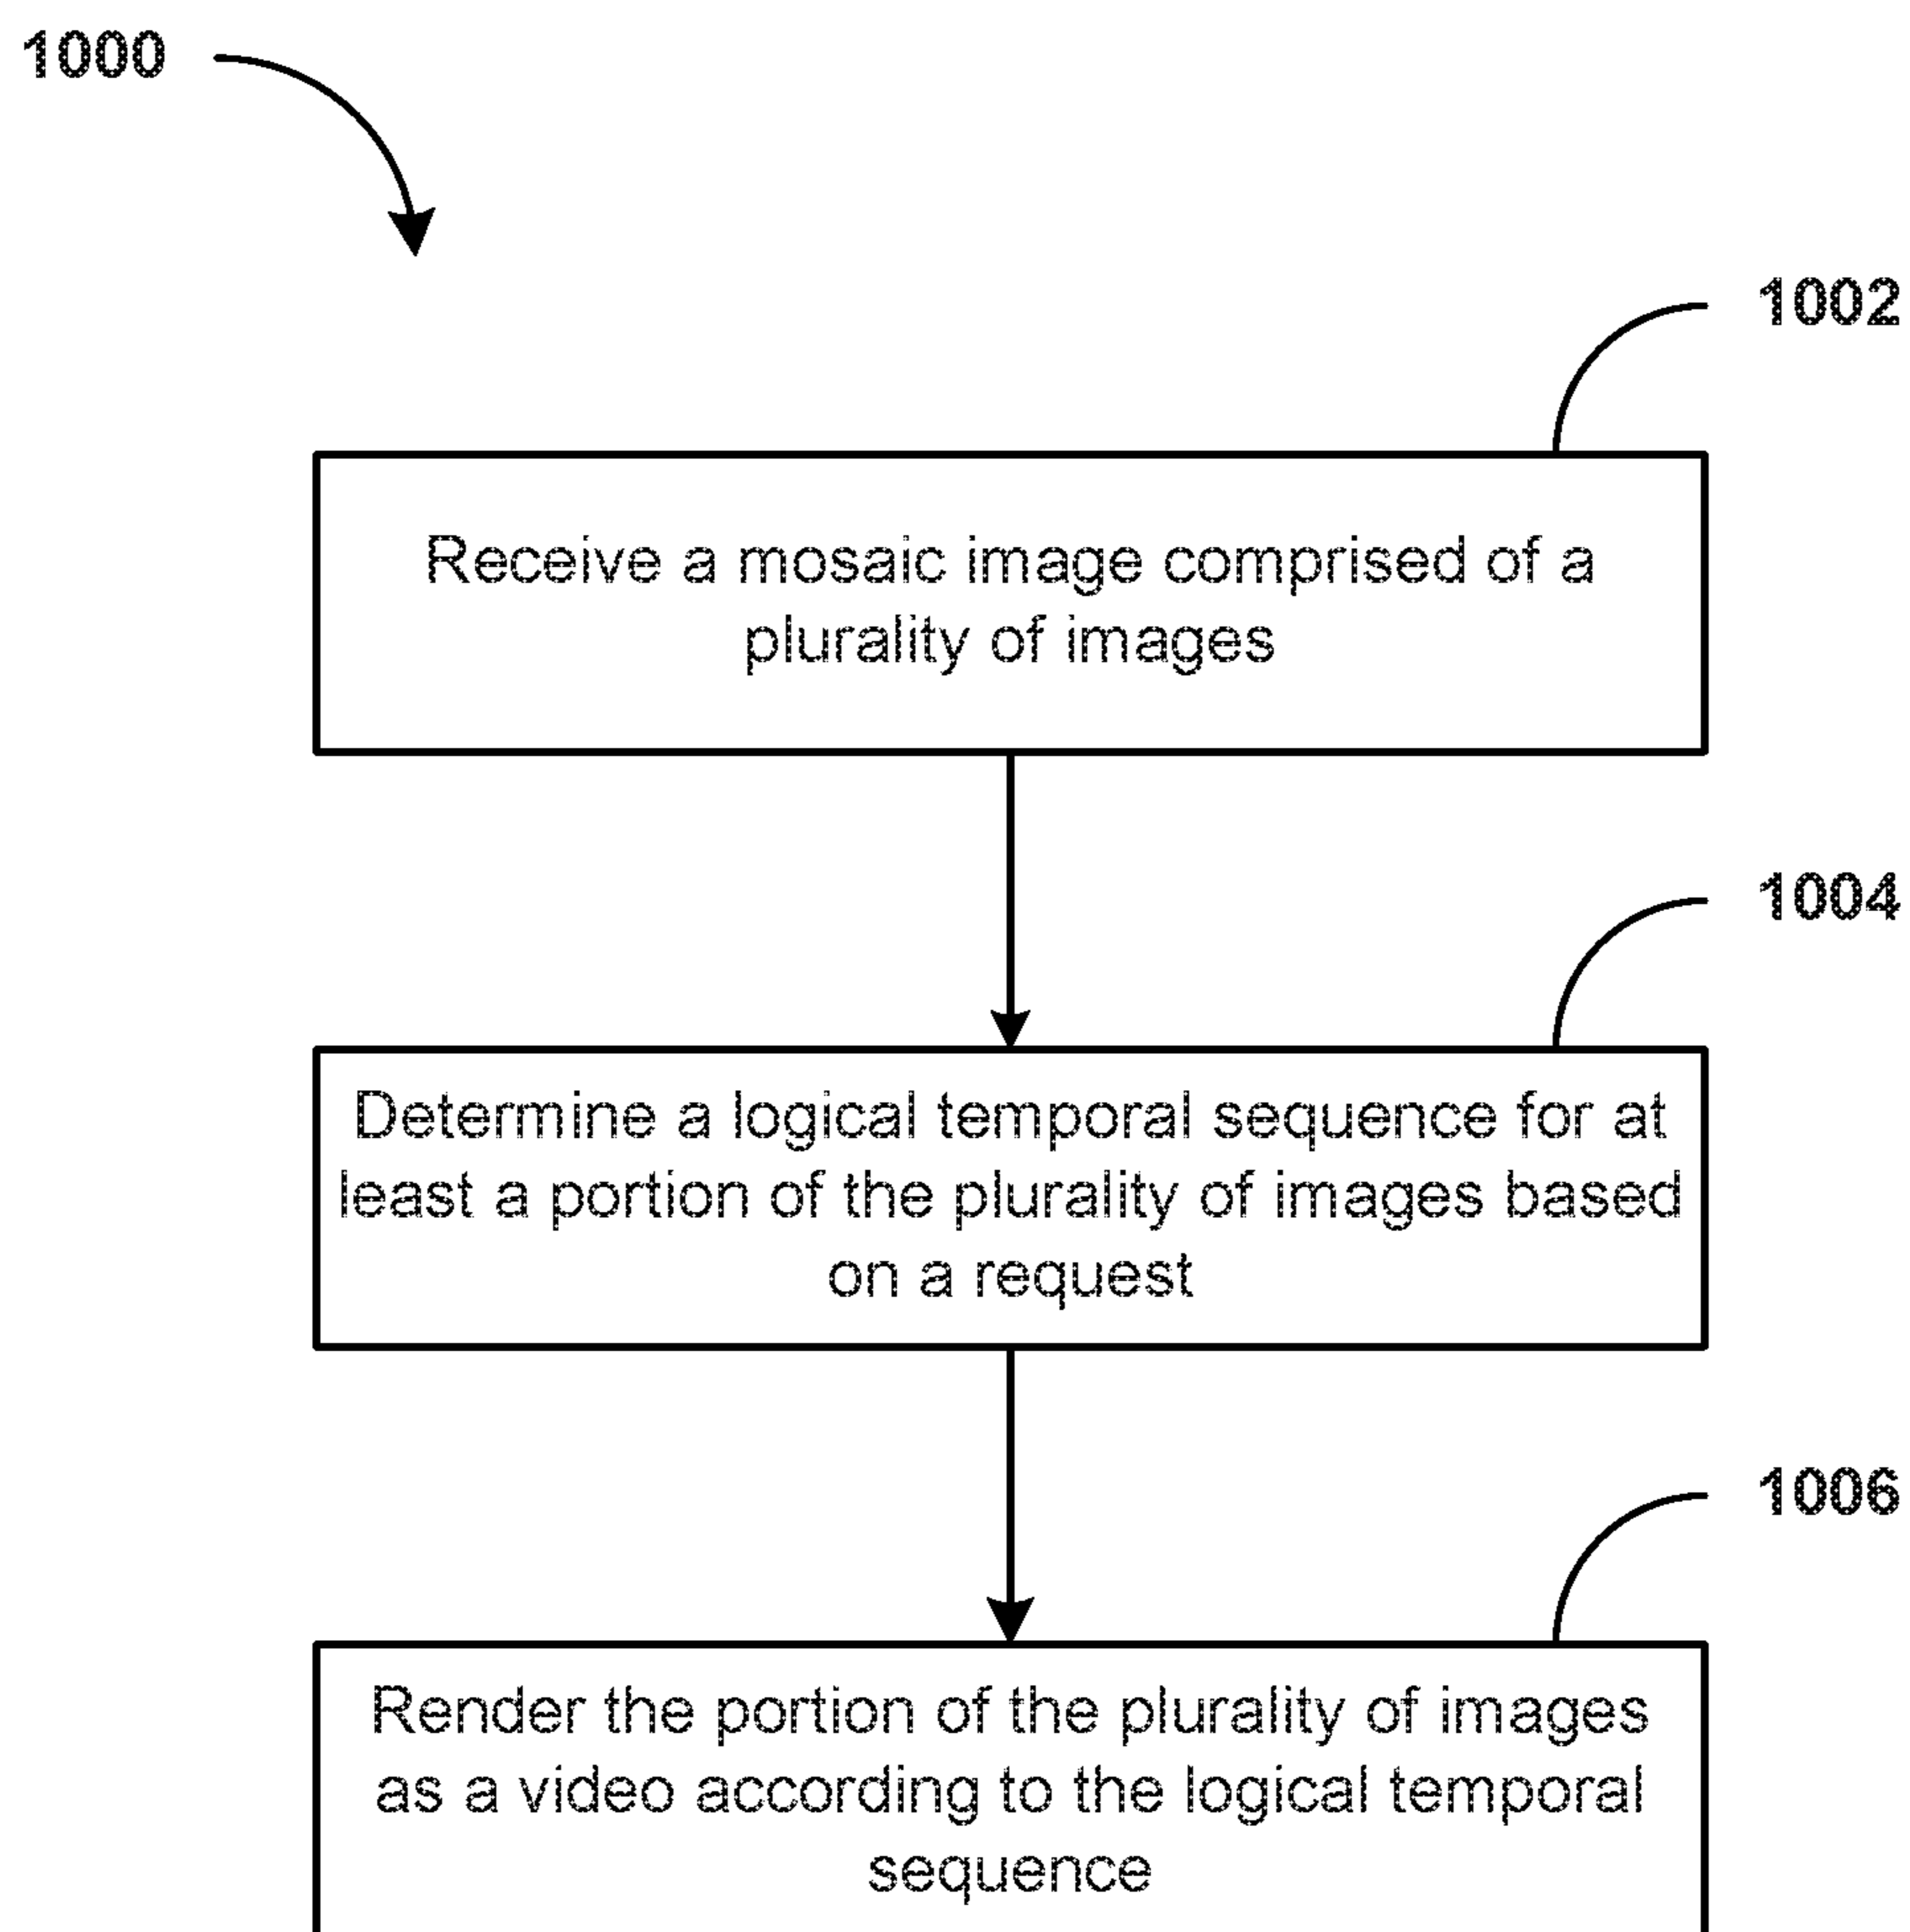 1000
1002
Receive a mosaic image comprised of a
plurality of images
1004
Determine a logical temporal sequence for at
least a portion of the plurality of images based
on a request
1006
Render the portion of the plurality of images
as a video according to the logical temporal
sequence